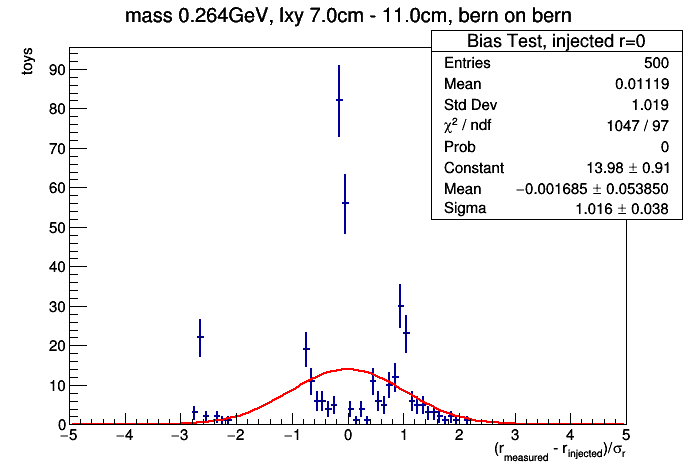 mass 0.264GeV, lxy 7.0cm - 11.0cm, bern on bern
Bias Test, injected r=0
Entries 500
Mean 0.01119
Std Dev 1.019
χ² / ndf 1047 / 97
Prob 0
Constant 13.98 ± 0.91
Mean −0.001685 ± 0.053850
Sigma 1.016 ± 0.038
toys
90
80
70
60
50
40
30
20
10
0
−5 −4 −3 −2 −1 0 1 2 3 4 5
(r_measured - r_injected)/σ_r